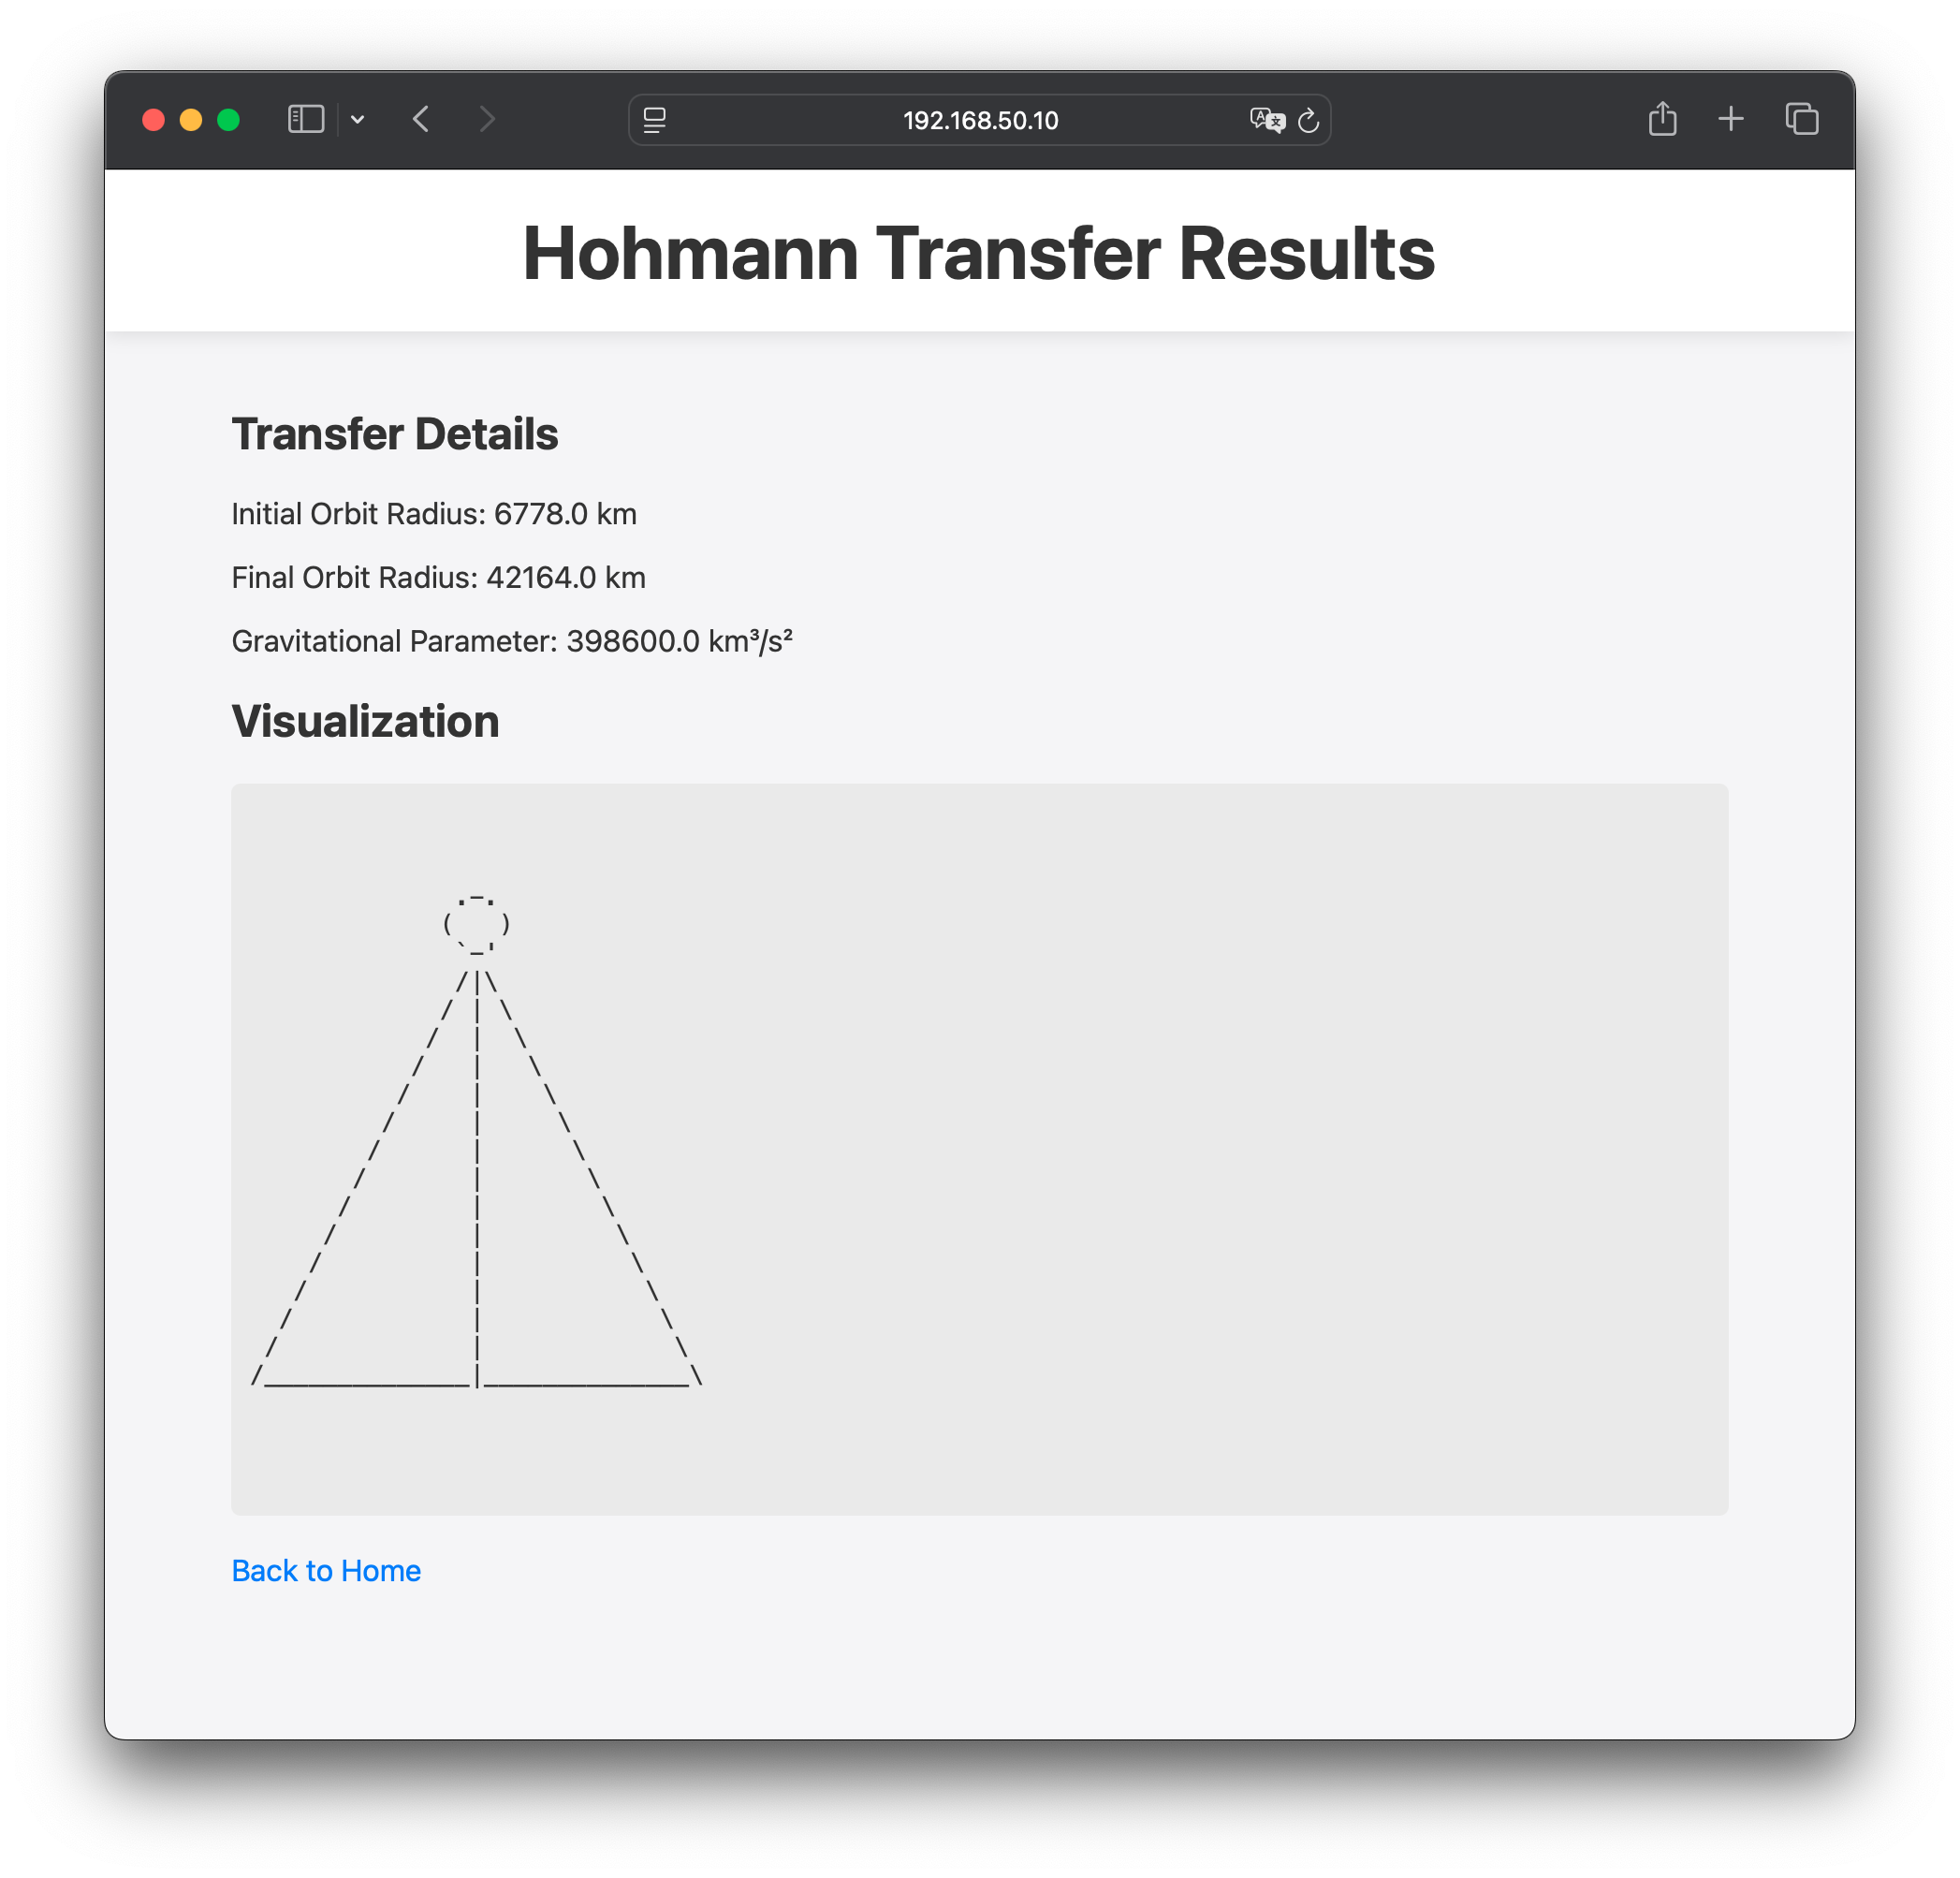 192.168.50.10
Hohmann Transfer Results
Transfer Details
Initial Orbit Radius: 6778.0 km
Final Orbit Radius: 42164.0 km
Gravitational Parameter: 398600.0 km³/s²
Visualization
Back to Home